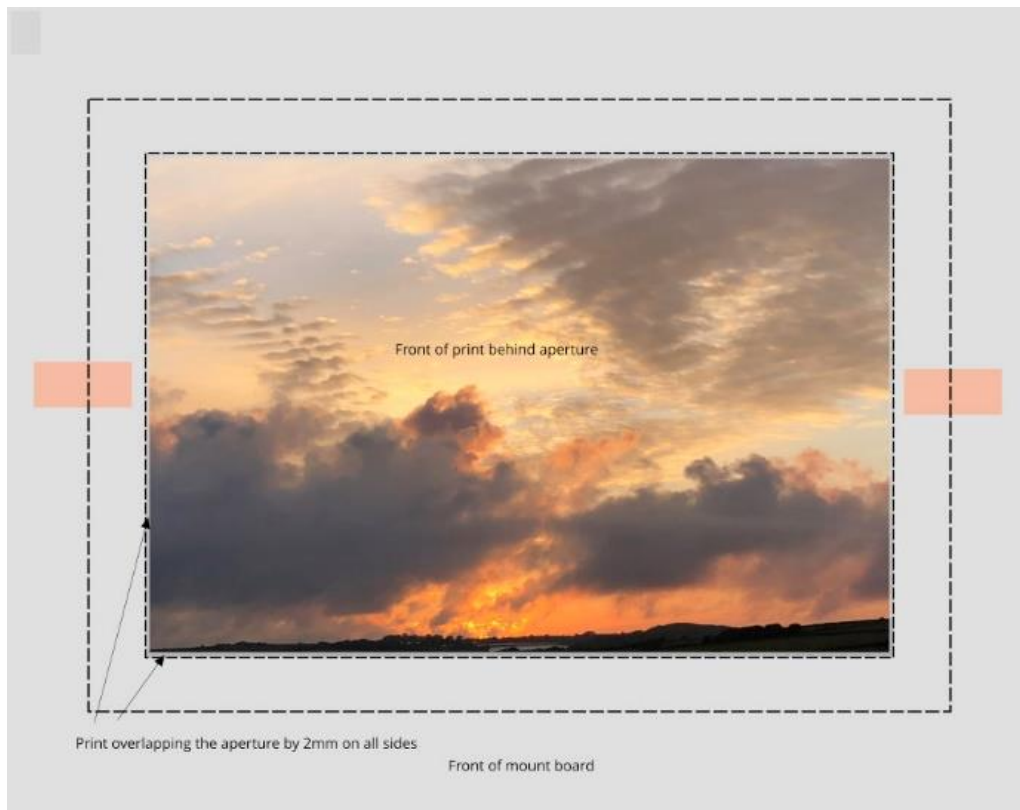 Front of print behind aperture
Print overlapping the aperture by 2mm on all sides
Front of mount board